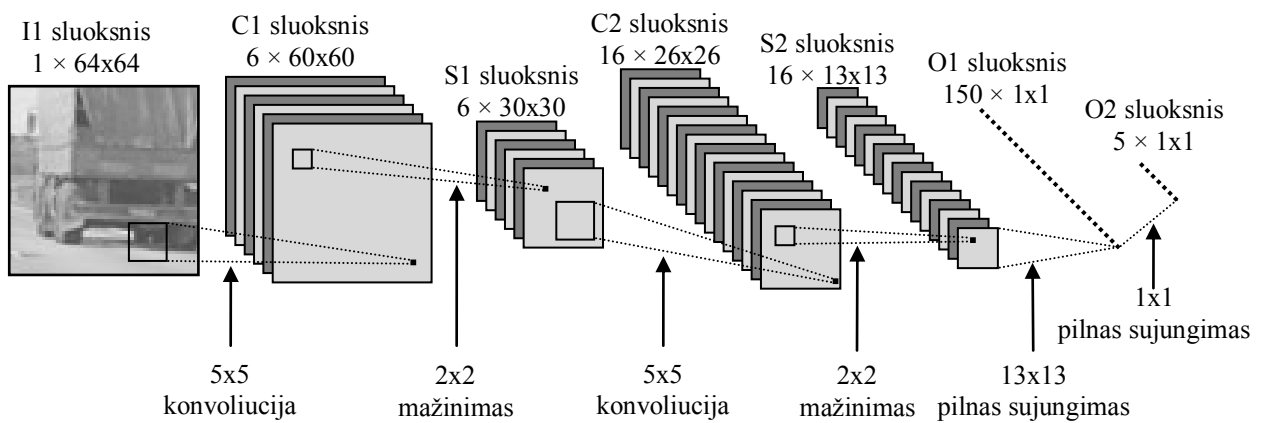 I1 sluoksnis
1 × 64x64
C1 sluoksnis
6 × 60x60
S1 sluoksnis
6 × 30x30
C2 sluoksnis
16 × 26x26
S2 sluoksnis
16 × 13x13
O1 sluoksnis
150 × 1x1
O2 sluoksnis
5 × 1x1
5x5
konvoliucija
2x2
mažinimas
5x5
konvoliucija
2x2
mažinimas
13x13
pilnas sujungimas
1x1
pilnas sujungimas